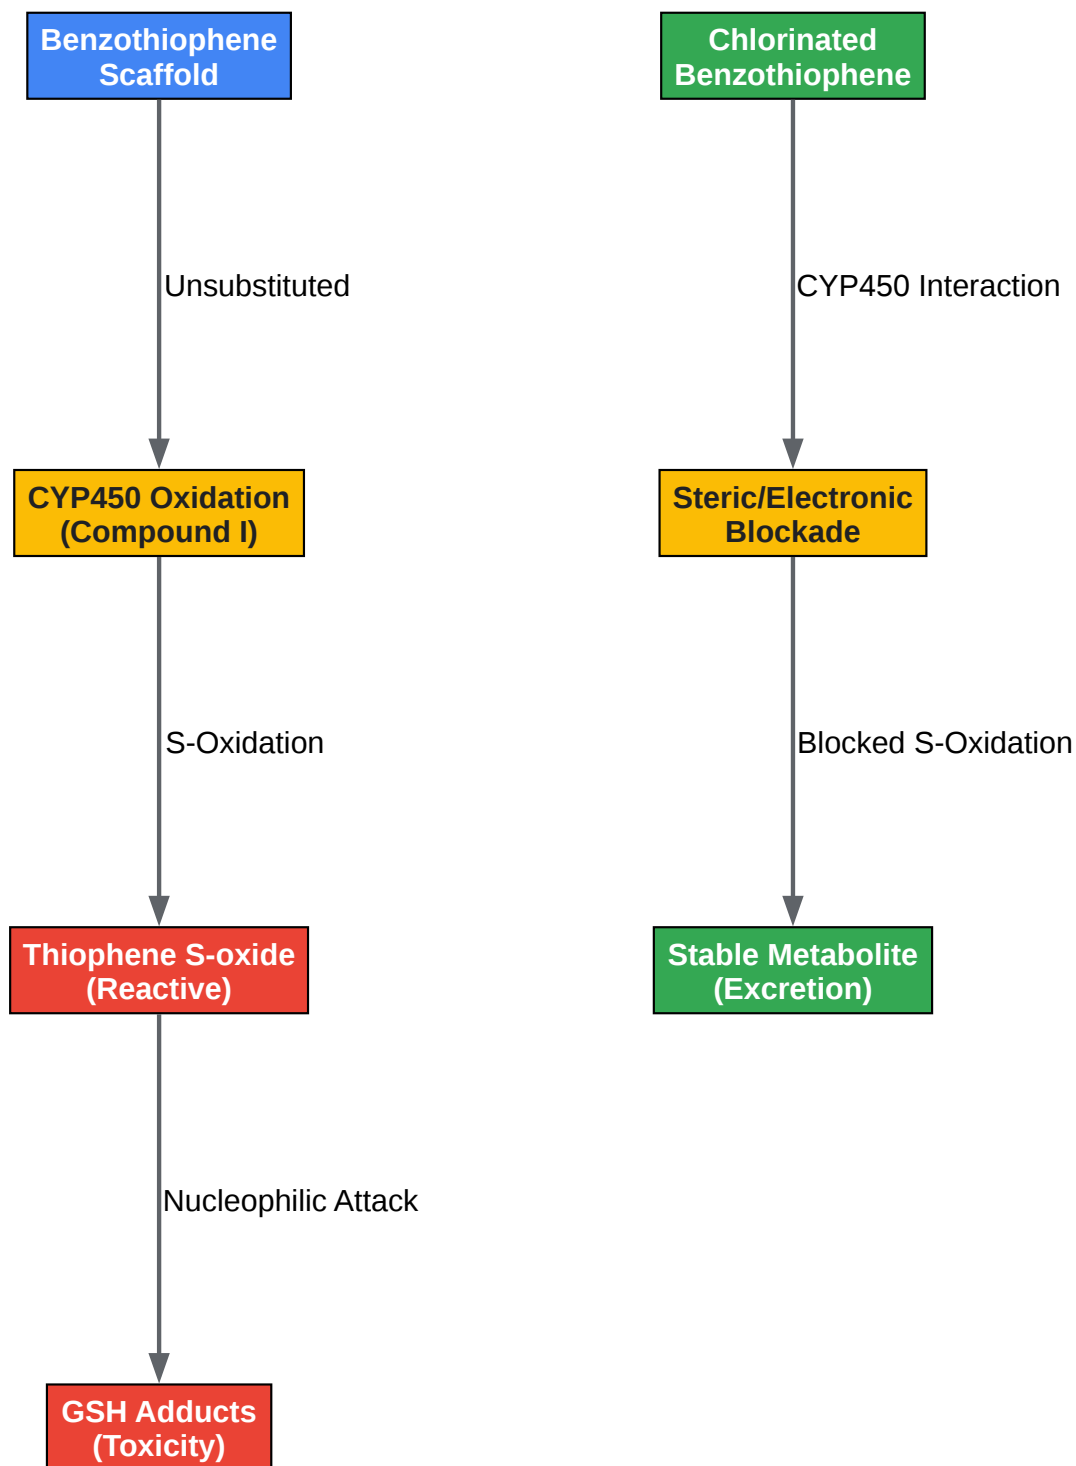 Benzothiophene
Scaffold
Chlorinated
Benzothiophene
Unsubstituted
CYP450 Interaction
CYP450 Oxidation
(Compound I)
Steric/Electronic
Blockade
S-Oxidation
Blocked S-Oxidation
Thiophene S-oxide
(Reactive)
Stable Metabolite
(Excretion)
Nucleophilic Attack
GSH Adducts
(Toxicity)